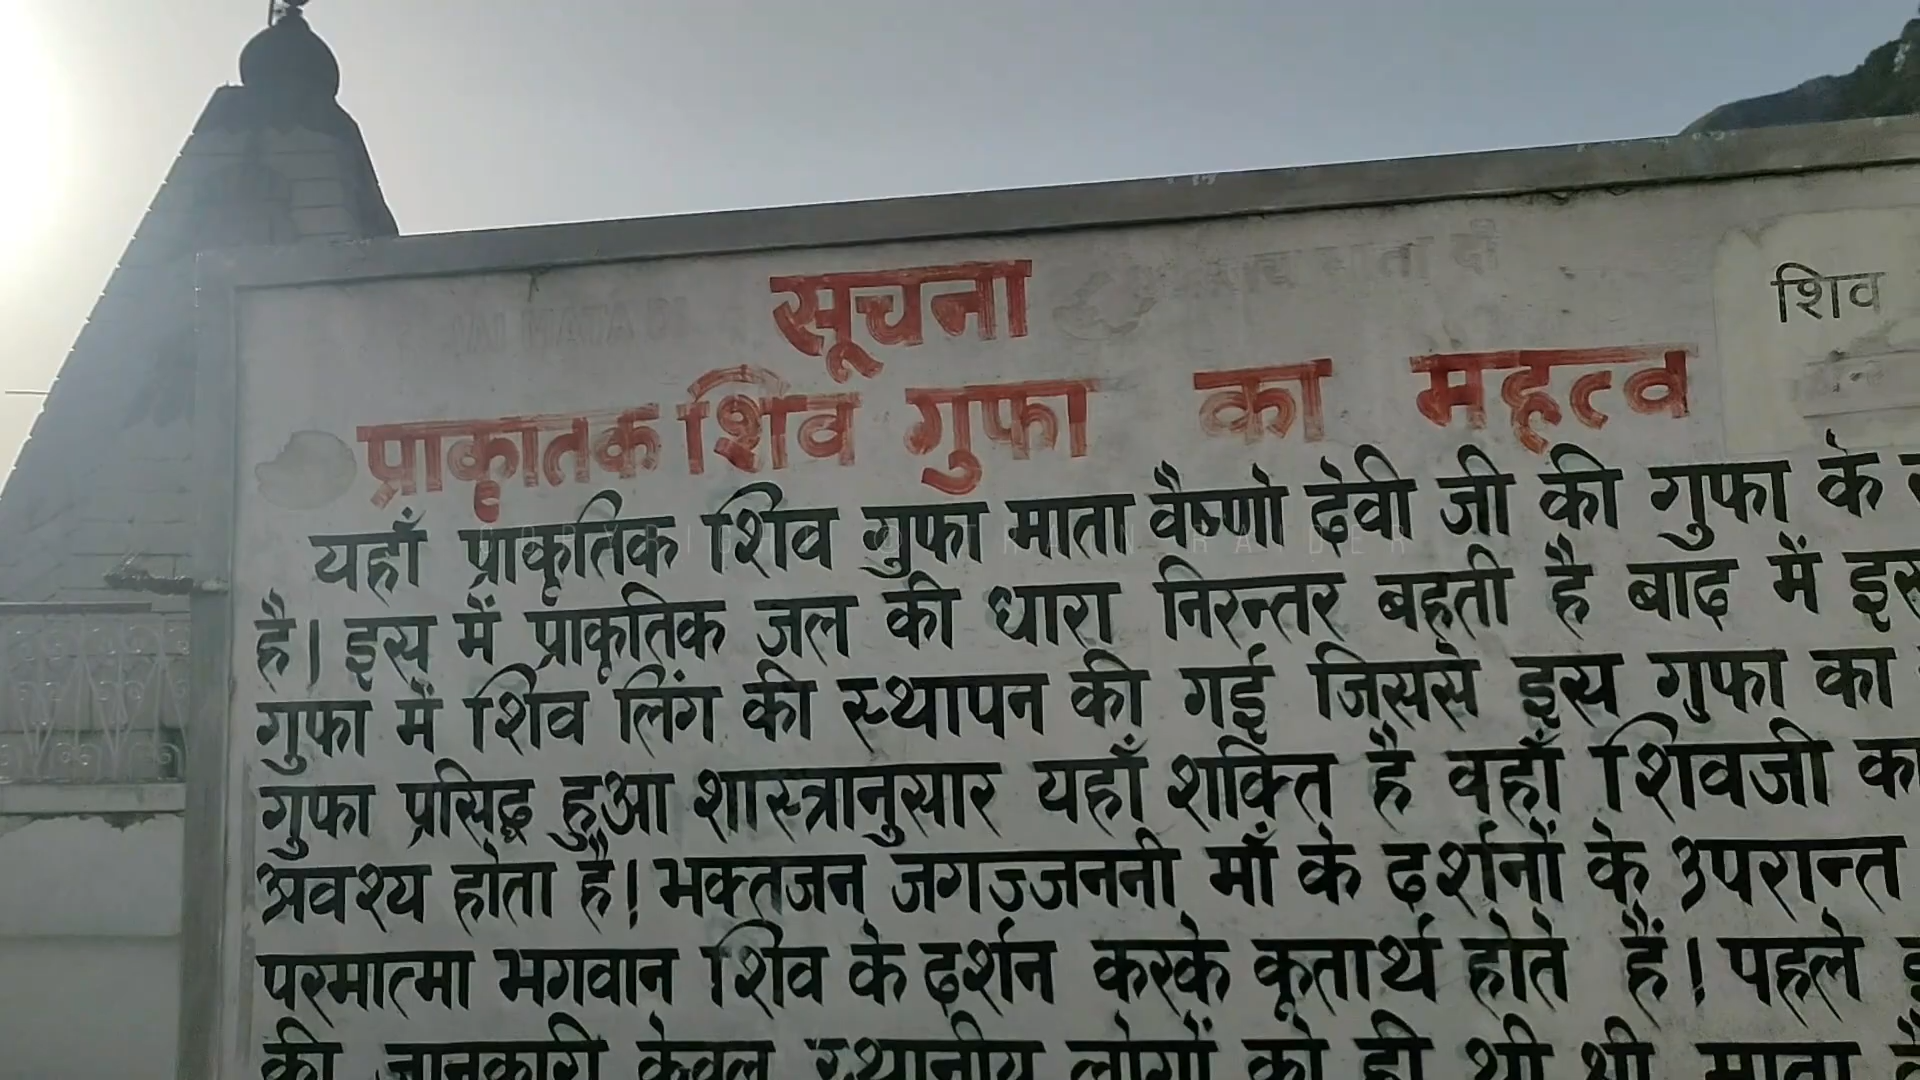 सूचना
शिव
प्राकृतिक शिव गुफा का महत्व
यहाँ प्राकृतिक शिव गुफा माता वैष्णो देवी जी की गुफा के
है। इस में प्राकृतिक जल की धारा निरन्तर बहती है बाद में इस
गुफा में शिव लिंग की स्थापन की गई जिससे इस गुफा का
गुफा प्रसिद्ध हुआ शास्त्रानुसार यहाँ शक्ति है वहाँ शिवजी का
अवश्य होता है। भक्तजन जगज्जननी माँ के दर्शनों के उपरान्त
परमात्मा भगवान शिव के दर्शन करके कृतार्थ होते हैं। पहले
की जानकारी केवल स्थानीय लोगों को ही थी श्री माता